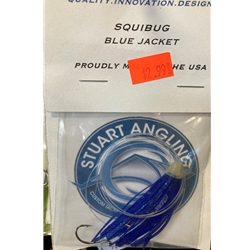 QUALITY.INNOVATION.DESIGN
SQUIBUG
BLUE JACKET
PROUDLY M HE USA
STUART ANGLING